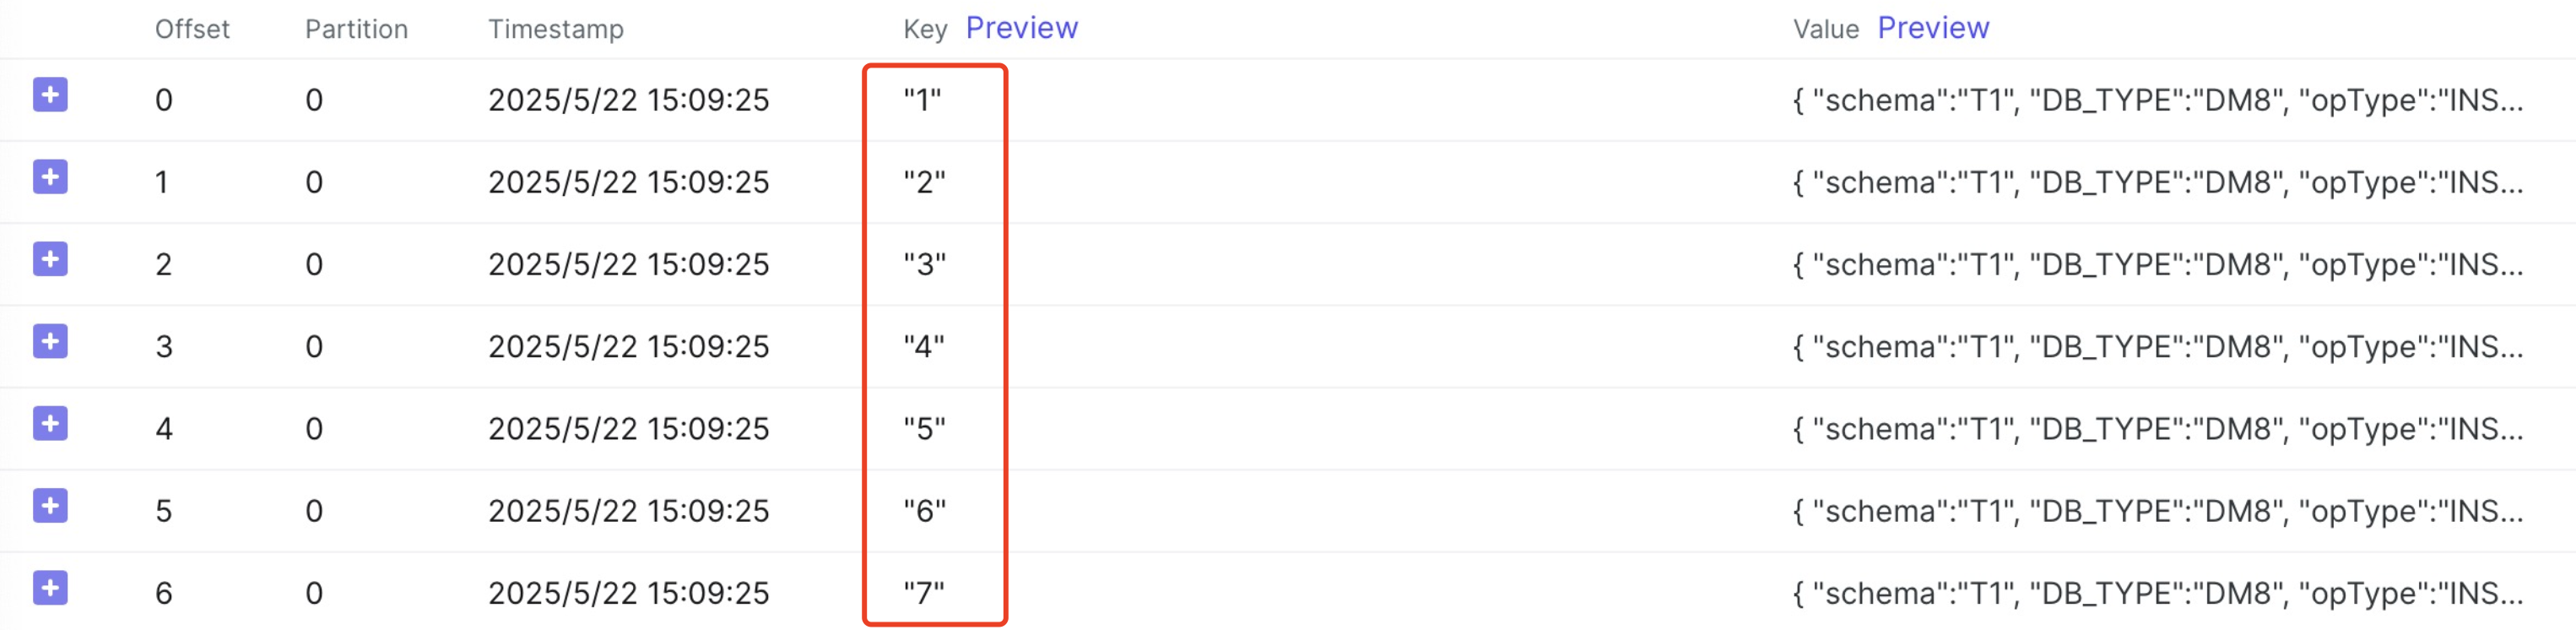 Offset Partition Timestamp Key Preview Value Preview
0 0 2025/5/22 15:09:25 "1" { "schema":"T1", "DB_TYPE":"DM8", "opType":"INS...
1 0 2025/5/22 15:09:25 "2" { "schema":"T1", "DB_TYPE":"DM8", "opType":"INS...
2 0 2025/5/22 15:09:25 "3" { "schema":"T1", "DB_TYPE":"DM8", "opType":"INS...
3 0 2025/5/22 15:09:25 "4" { "schema":"T1", "DB_TYPE":"DM8", "opType":"INS...
4 0 2025/5/22 15:09:25 "5" { "schema":"T1", "DB_TYPE":"DM8", "opType":"INS...
5 0 2025/5/22 15:09:25 "6" { "schema":"T1", "DB_TYPE":"DM8", "opType":"INS...
6 0 2025/5/22 15:09:25 "7" { "schema":"T1", "DB_TYPE":"DM8", "opType":"INS...